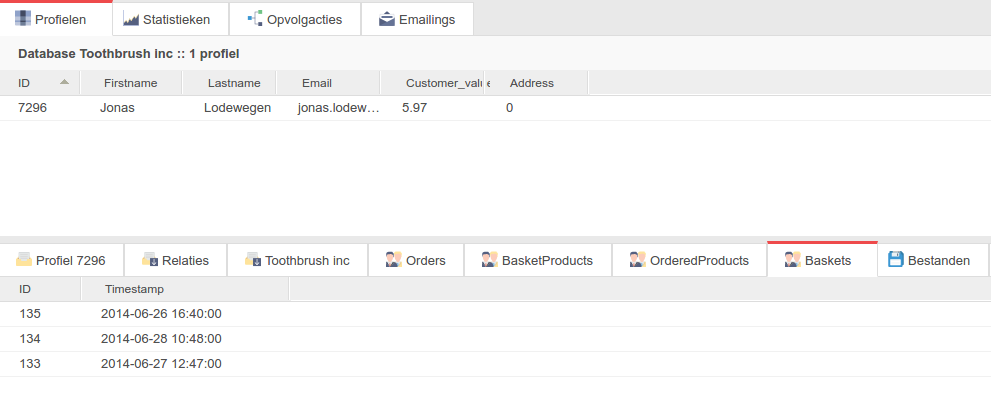 Profielen Statistieken Opvolgacties Emailings
Database Toothbrush inc :: 1 profiel
ID Firstname Lastname Email Customer_value Address
7296 Jonas Lodewegen jonas.lodew… 5.97 0
Profiel 7296 Relaties Toothbrush inc Orders BasketProducts OrderedProducts Baskets Bestanden
ID Timestamp
135 2014-06-26 16:40:00
134 2014-06-28 10:48:00
133 2014-06-27 12:47:00